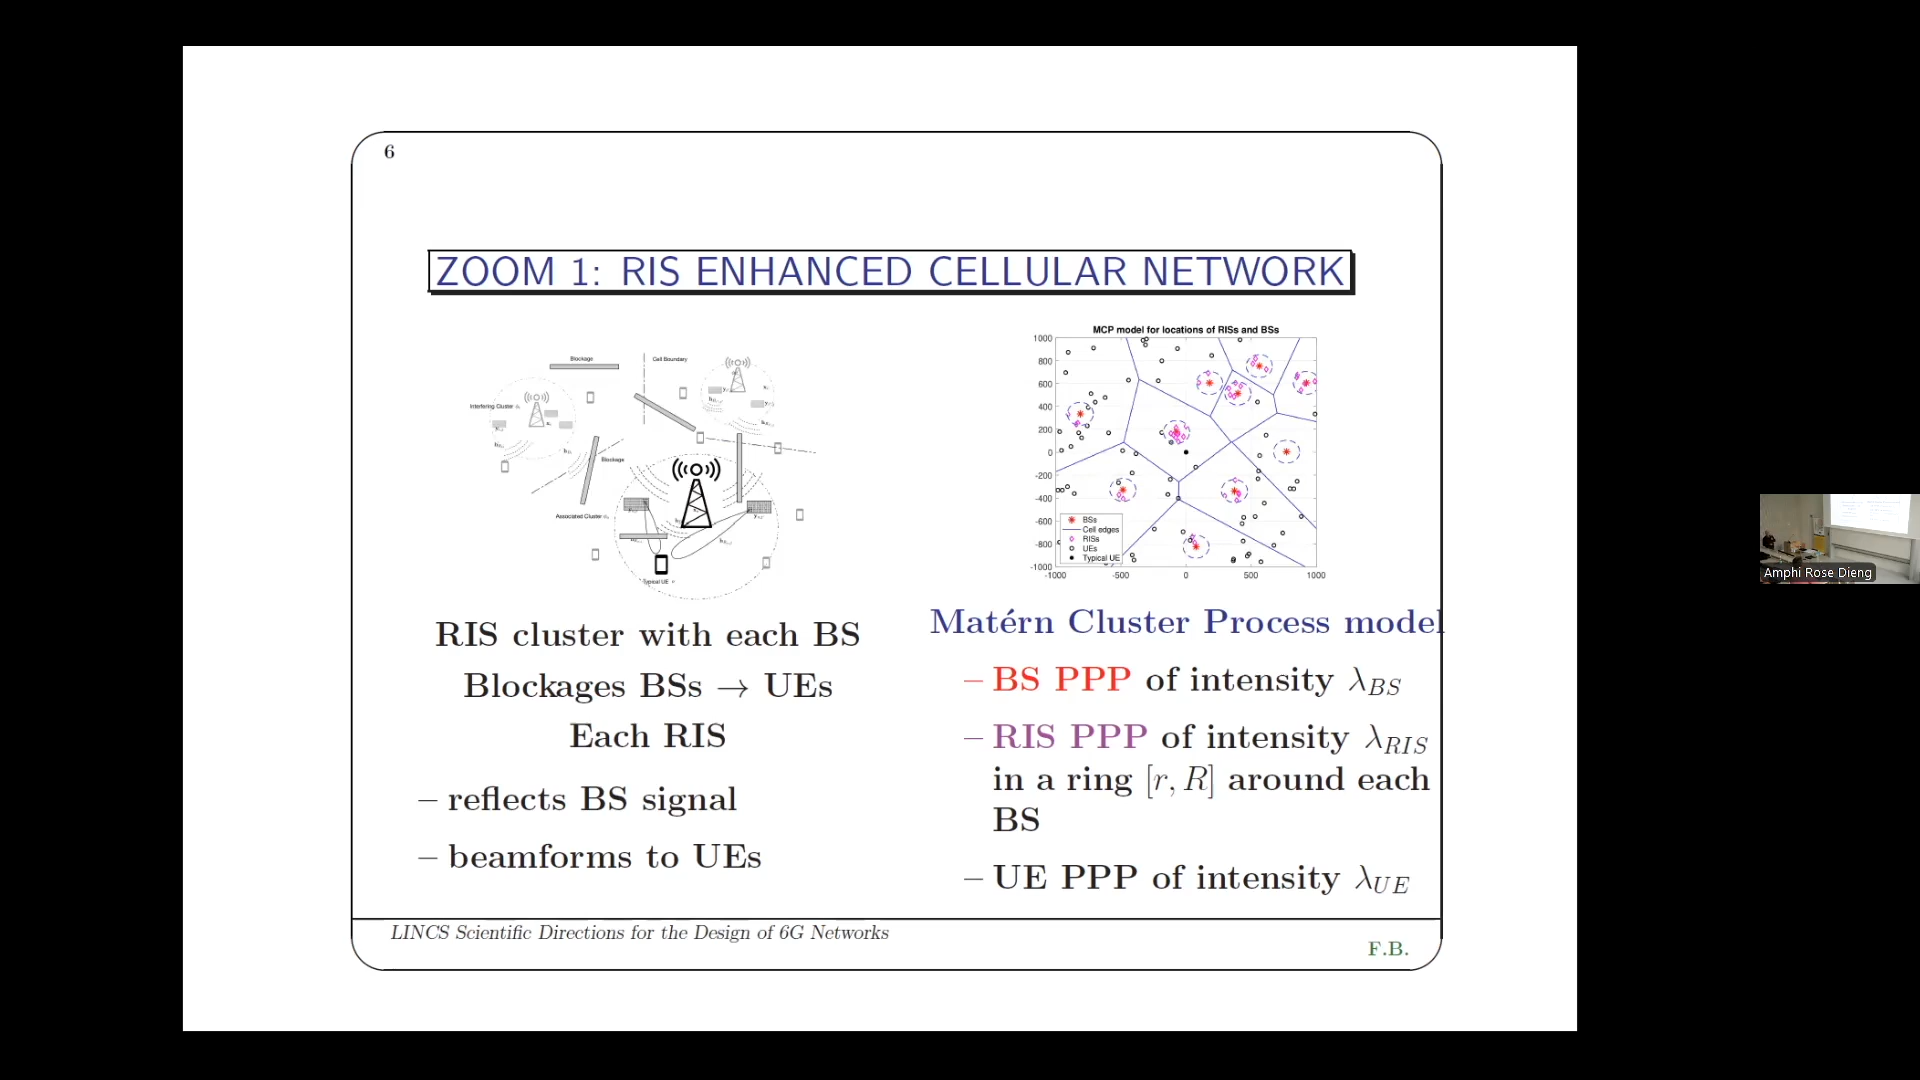 6
ZOOM 1: RIS ENHANCED CELLULAR NETWORK
Blockage
Cell Boundary
Interfering Cluster
Blockage
Associated Cluster
Typical UE
MCP model for locations of RISs and BSs
1000
800
600
400
200
0
-200
-400
-600
-800
-1000
-1000
-500
0
500
1000
BSs
Cell edges
RISs
UEs
Typical UE
RIS cluster with each BS
Blockages BSs → UEs
Each RIS
– reflects BS signal
– beamforms to UEs
Matérn Cluster Process model
– BS PPP of intensity λ_BS
– RIS PPP of intensity λ_RIS
in a ring [r, R] around each
BS
– UE PPP of intensity λ_UE
LINCS Scientific Directions for the Design of 6G Networks
F.B.
Amphi Rose Dieng